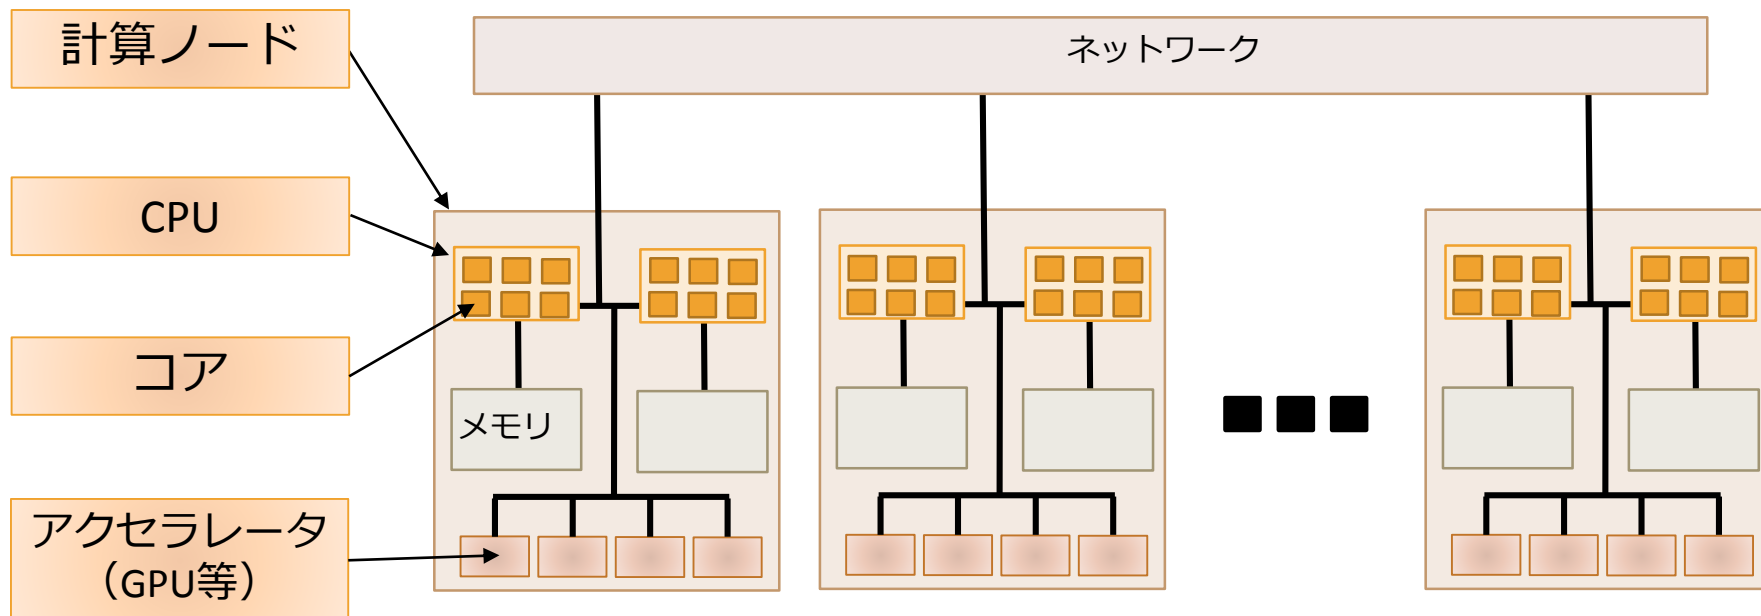 計算ノード
ネットワーク
CPU
コア
メモリ
アクセラレータ
（GPU等）